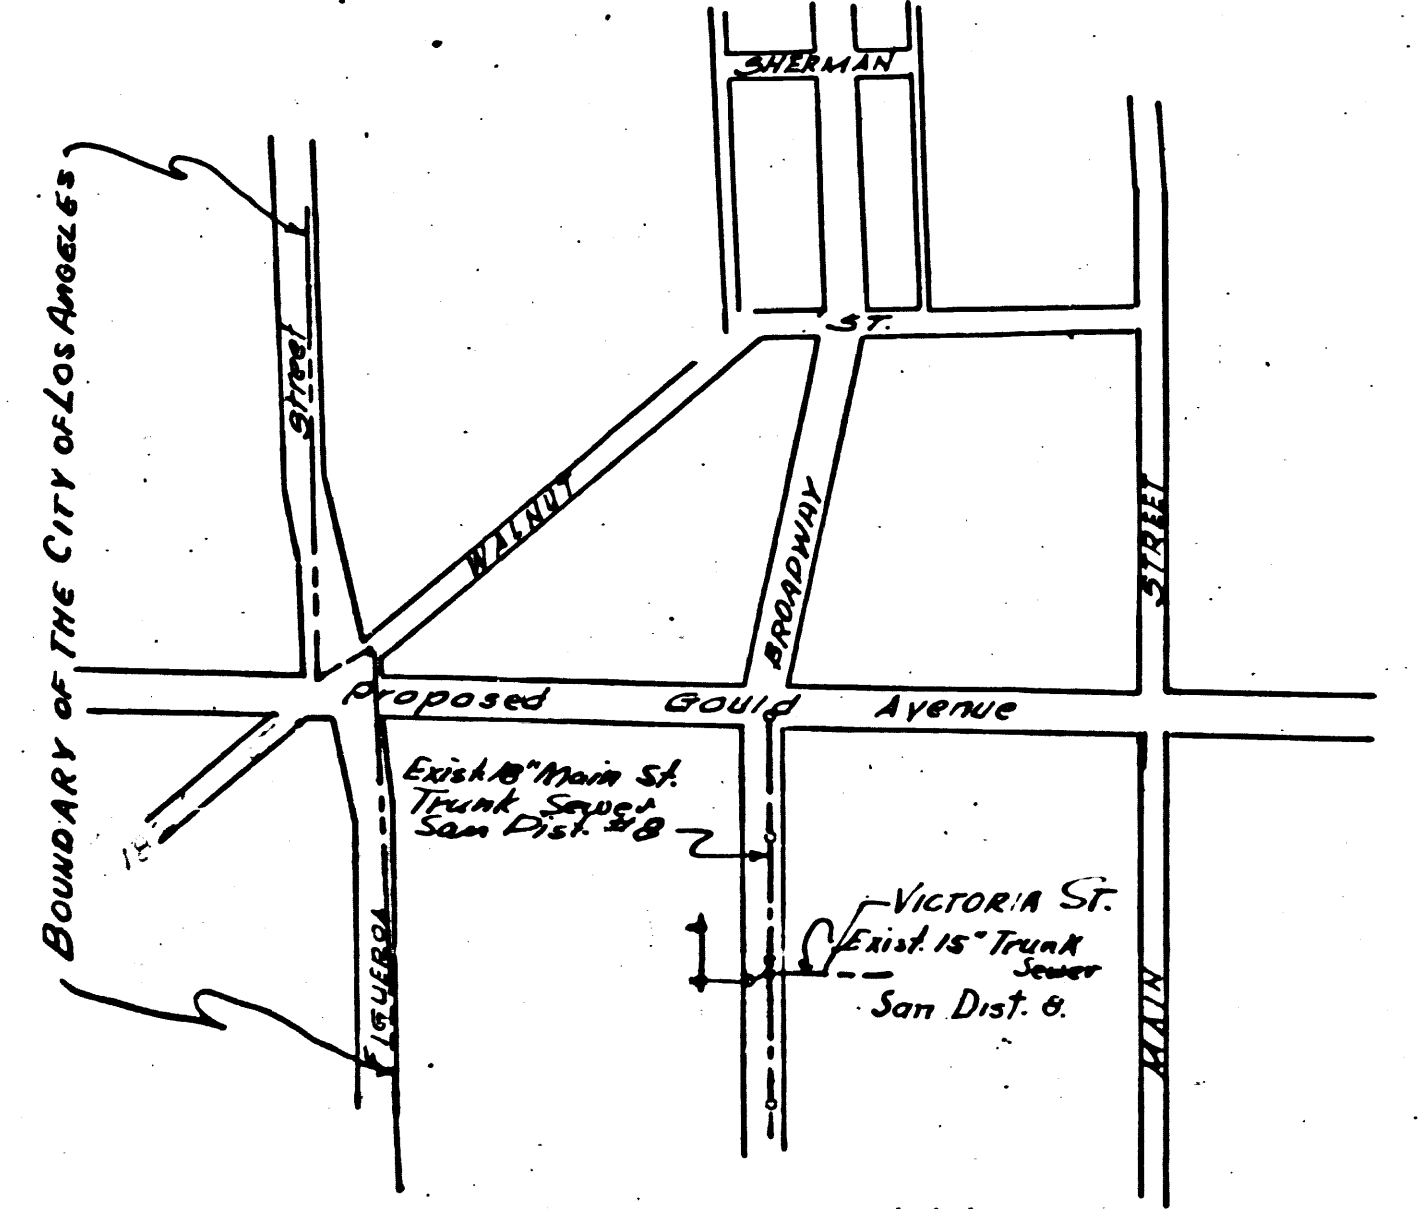 SHERMAN
BOUNDARY OF THE CITY OF LOS ANGELES
Street
ST.
WALNUT
BROADWAY
STREET
Proposed Gould Avenue
Exist. 18" Main St.
Trunk Sewer
San Dist. #8
VICTORIA ST.
Exist. 15" Trunk
Sewer
San Dist. 8.
FIGUEROA
MAIN